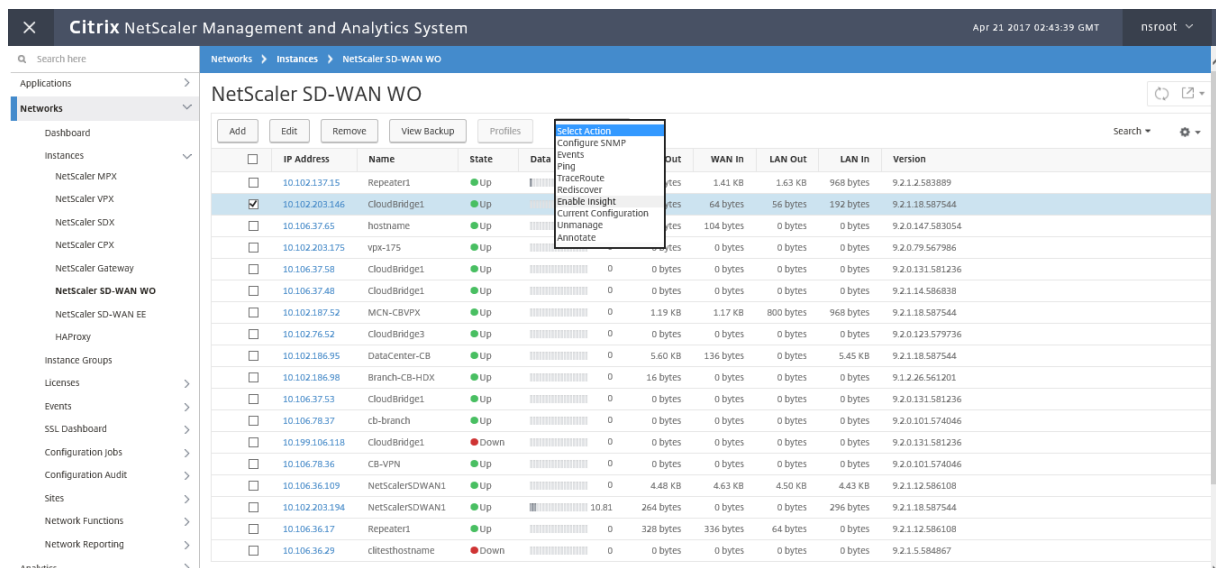 Citrix NetScaler Management and Analytics System
Apr 21 2017 02:43:39 GMT
nsroot
Search here
Networks Instances NetScaler SD-WAN WO
Applications
Networks
Dashboard
Instances
NetScaler MPX
NetScaler VPX
NetScaler SDX
NetScaler CPX
NetScaler Gateway
NetScaler SD-WAN WO
NetScaler SD-WAN EE
HAProxy
Instance Groups
Licenses
Events
SSL Dashboard
Configuration Jobs
Configuration Audit
Sites
Network Functions
Network Reporting
Analytics
NetScaler SD-WAN WO
Add Edit Remove View Backup Profiles
Select Action
Configure SNMP
Events
Ping
TraceRoute
Rediscover
Enable Insight
Current Configuration
Unmanage
Annotate
Search
IP Address Name State Data Out WAN In LAN Out LAN In Version
10.102.137.15 Repeater1 Up 1.41 KB 1.63 KB 968 bytes 9.2.1.2.583889
10.102.203.146 CloudBridge1 Up 64 bytes 56 bytes 192 bytes 9.2.1.18.587544
10.106.37.65 hostname Up 104 bytes 0 bytes 0 bytes 9.2.0.147.583054
10.102.203.175 vpx-175 Up 0 bytes 0 bytes 0 bytes 9.2.0.79.567986
10.106.37.58 CloudBridge1 Up 0 0 bytes 0 bytes 0 bytes 0 bytes 9.2.0.131.581236
10.106.37.48 CloudBridge1 Up 0 0 bytes 0 bytes 0 bytes 0 bytes 9.2.1.14.586838
10.102.187.52 MCN-CBVPX Up 0 1.19 KB 1.17 KB 800 bytes 968 bytes 9.2.1.18.587544
10.102.76.52 CloudBridge3 Up 0 0 bytes 0 bytes 0 bytes 0 bytes 9.2.0.123.579736
10.102.186.95 DataCenter-CB Up 0 5.60 KB 136 bytes 0 bytes 5.45 KB 9.2.1.18.587544
10.102.186.98 Branch-CB-HDX Up 0 16 bytes 0 bytes 0 bytes 0 bytes 9.1.2.26.561201
10.106.37.53 CloudBridge1 Up 0 0 bytes 0 bytes 0 bytes 0 bytes 9.2.0.131.581236
10.106.78.37 cb-branch Up 0 0 bytes 0 bytes 0 bytes 0 bytes 9.2.0.101.574046
10.199.106.118 CloudBridge1 Down 0 0 bytes 0 bytes 0 bytes 0 bytes 9.2.0.131.581236
10.106.78.36 CB-VPN Up 0 0 bytes 0 bytes 0 bytes 0 bytes 9.2.0.101.574046
10.106.36.109 NetScalerSDWAN1 Up 0 4.48 KB 4.63 KB 4.50 KB 4.43 KB 9.2.1.12.586108
10.102.203.194 NetScalerSDWAN1 Up 10.81 264 bytes 0 bytes 0 bytes 296 bytes 9.2.1.18.587544
10.106.36.17 Repeater1 Up 0 328 bytes 336 bytes 64 bytes 0 bytes 9.2.1.12.586108
10.106.36.29 clitesthostname Down 0 0 bytes 0 bytes 0 bytes 0 bytes 9.2.1.5.584867